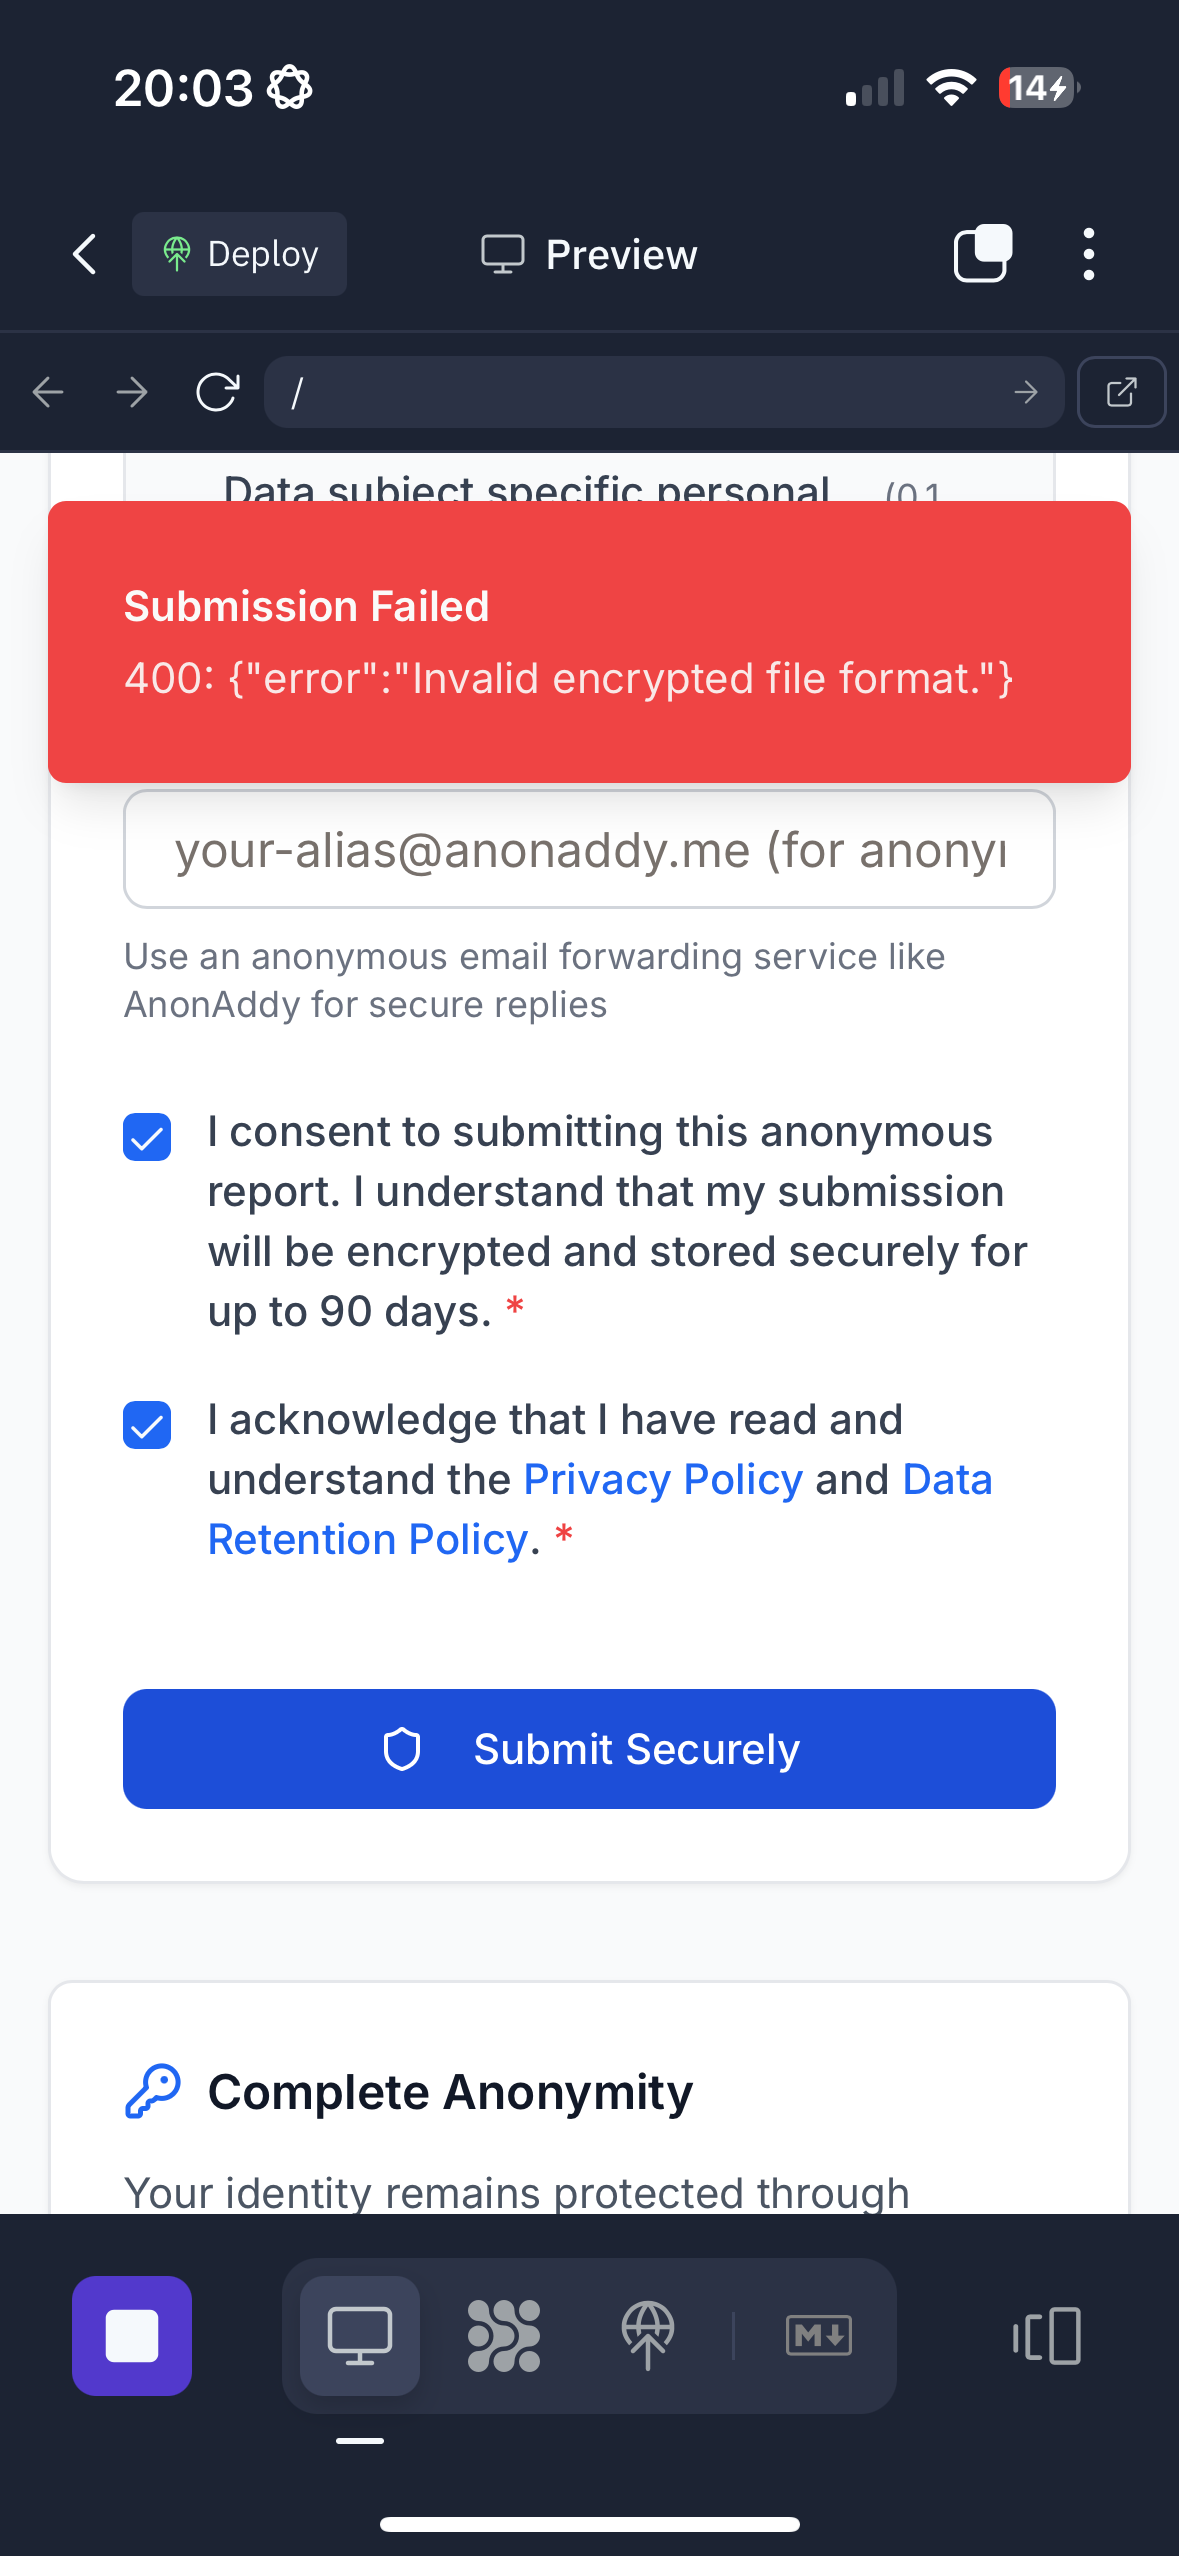 20:03
14
Deploy
Preview
/
Data subject specific personal (0.1
Submission Failed
400: {"error":"Invalid encrypted file format."}
your-alias@anonaddy.me (for anony
Use an anonymous email forwarding service like
AnonAddy for secure replies
I consent to submitting this anonymous
report. I understand that my submission
will be encrypted and stored securely for
up to 90 days. *
I acknowledge that I have read and
understand the Privacy Policy and Data
Retention Policy. *
Submit Securely
Complete Anonymity
Your identity remains protected through
M